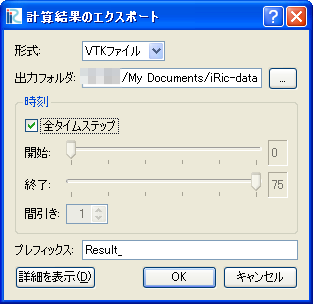 計算結果のエクスポート
形式: VTKファイル
出力フォルダ: /My Documents/iRic-data ...
時刻
全タイムステップ
開始: 0
終了: 75
間引き: 1
プレフィックス: Result_
詳細を表示(D) OK キャンセル